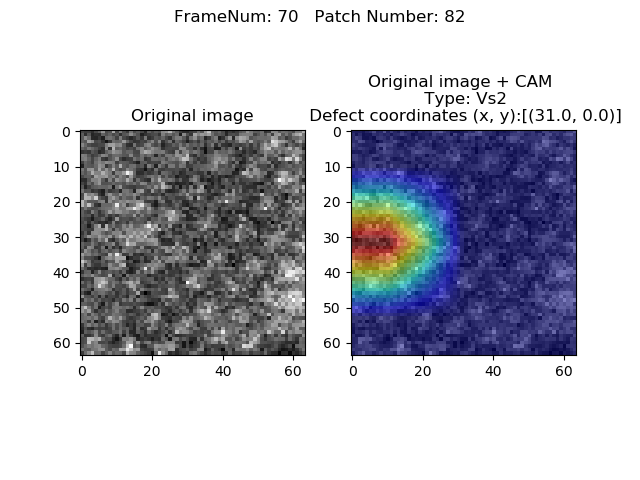 FrameNum: 70   Patch Number: 82
Original image
0
10
20
30
40
50
60
0 20 40 60
Original image + CAM
Type: Vs2
Defect coordinates (x, y):[(31.0, 0.0)]
0
10
20
30
40
50
60
0 20 40 60